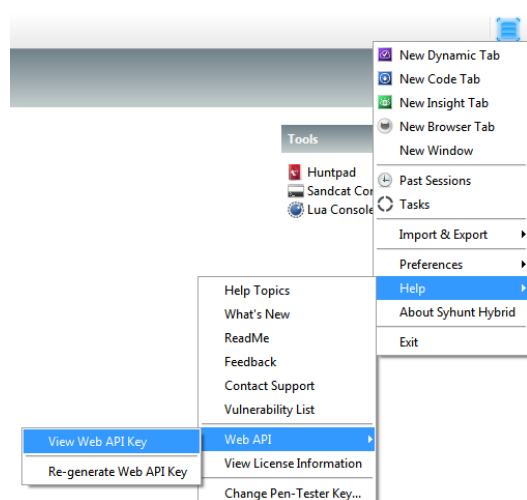 New Dynamic Tab
New Code Tab
New Insight Tab
New Browser Tab
New Window
Past Sessions
Tasks
Import & Export
Preferences
Help
About Syhunt Hybrid
Exit
Tools
Huntpad
Sandcat Cor
Lua Console
Help Topics
What's New
ReadMe
Feedback
Contact Support
Vulnerability List
Web API
View License Information
Change Pen-Tester Key...
View Web API Key
Re-generate Web API Key